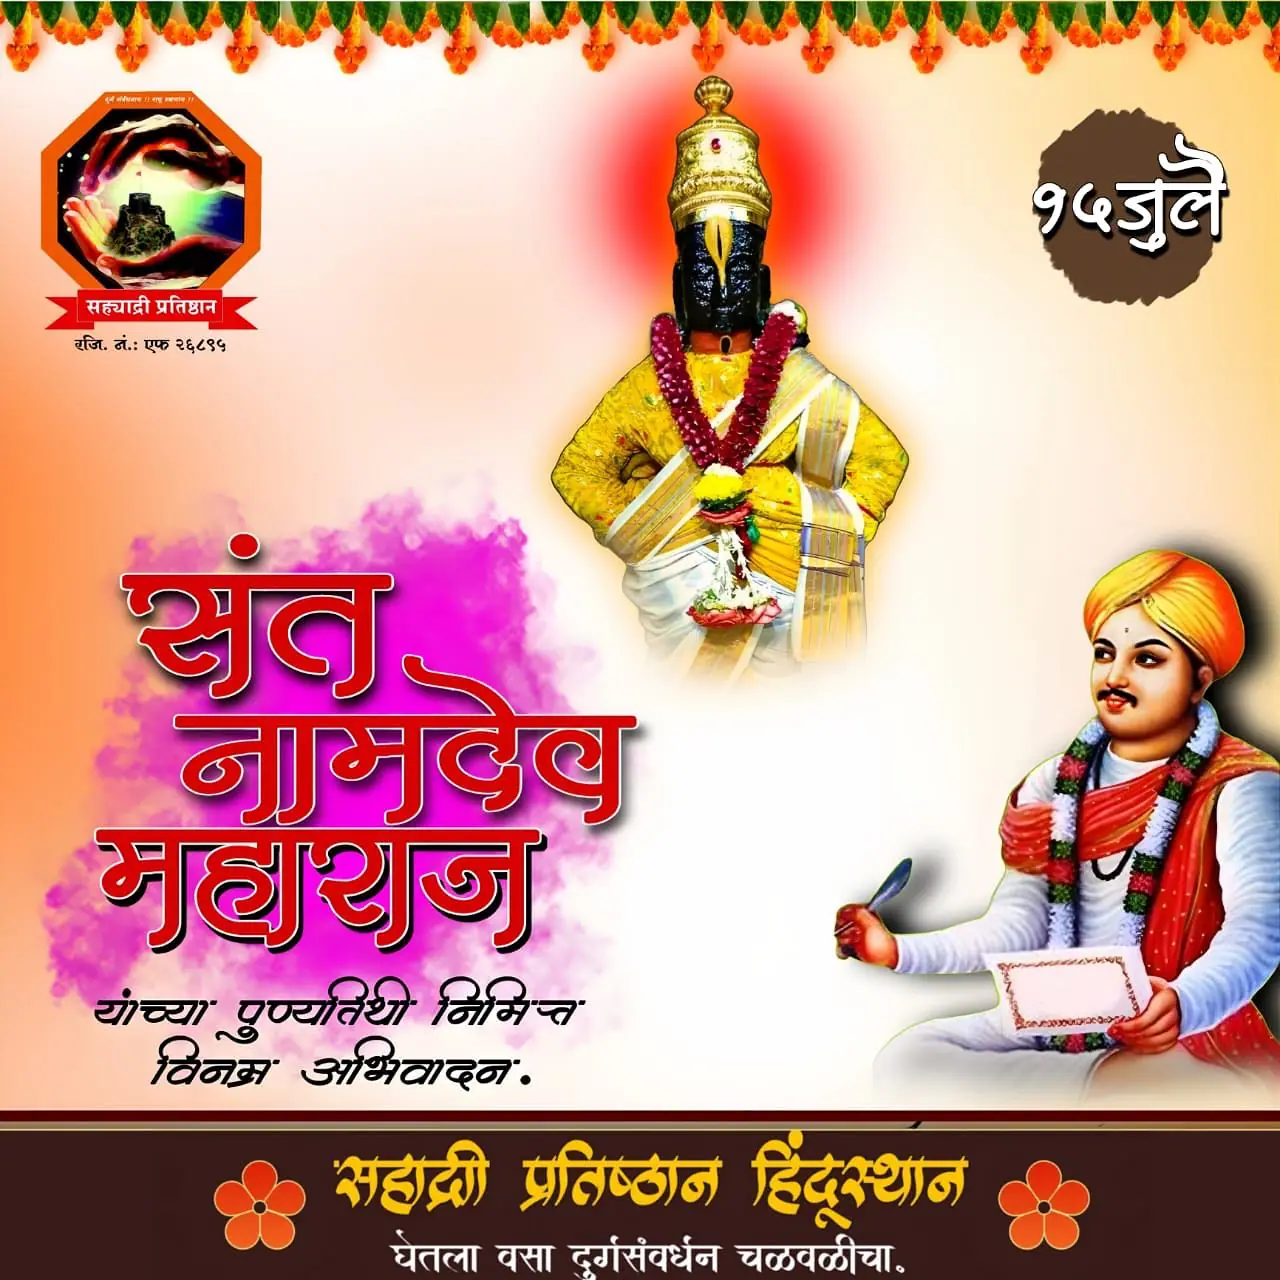 सह्याद्री प्रतिष्ठान
रजि. नं.: एफ २६८९५
१५जुलै
संत
नामदेव
महाराज
यांच्या पुण्यतिथी निमित्त
विनम्र अभिवादन.
सह्याद्री प्रतिष्ठान हिंदूस्थान
घेतला वसा दुर्गसंवर्धन चळवळीचा.